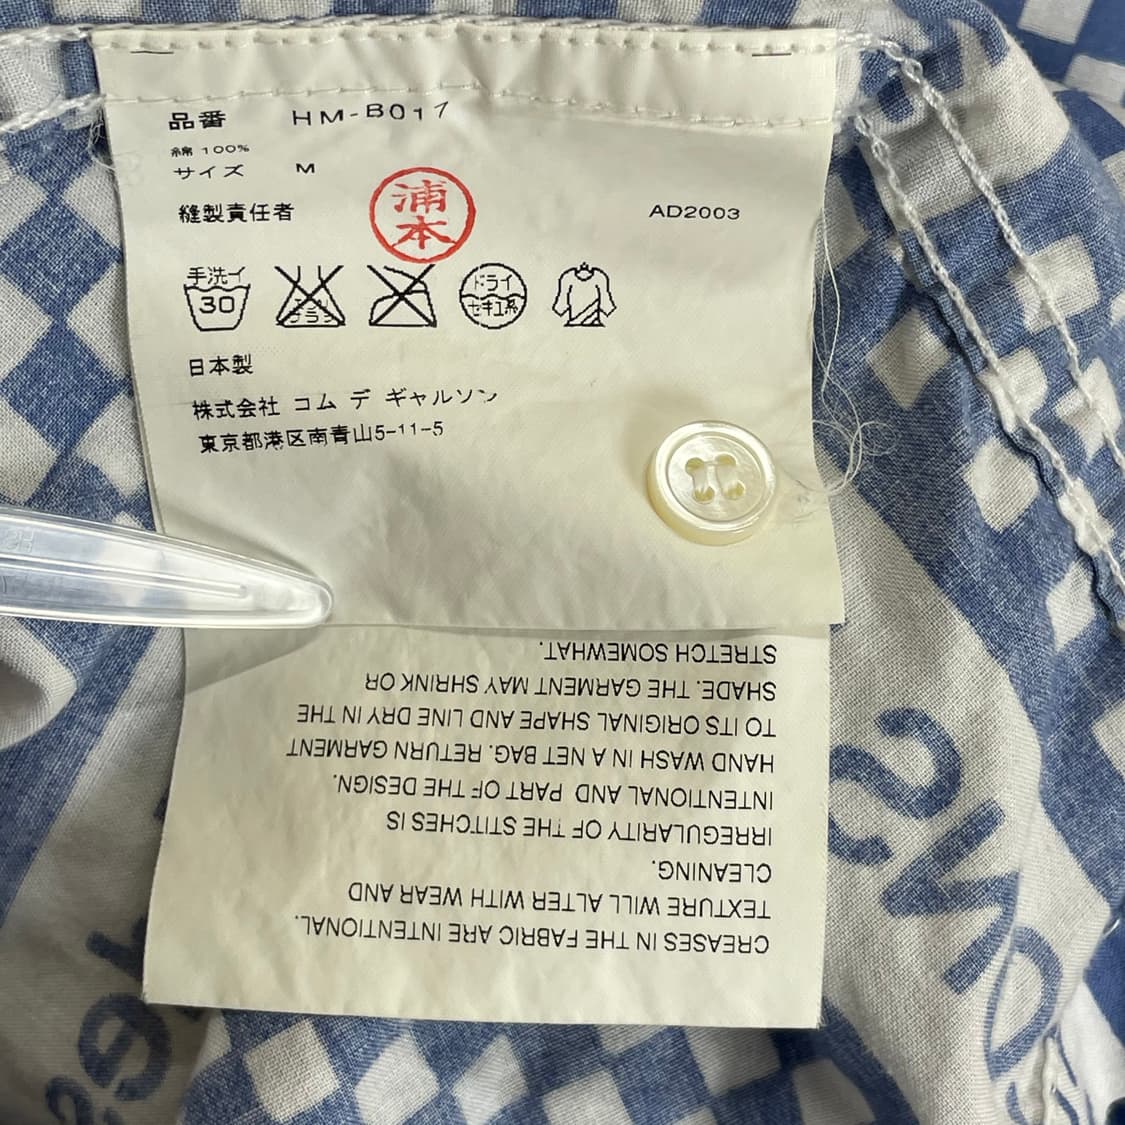 品番 HM-B017
綿 100%
サイズ M
縫製責任者 浦本 AD2003
手洗イ 30 ドライ セキユ系
日本製
株式会社 コム デ ギャルソン
東京都港区南青山5-11-5
CREASES IN THE FABRIC ARE INTENTIONAL.
TEXTURE WILL ALTER WITH WEAR AND
CLEANING.
IRREGULARITY OF THE STITCHES IS
INTENTIONAL AND PART OF THE DESIGN.
HAND WASH IN A NET BAG. RETURN GARMENT
TO ITS ORIGINAL SHAPE AND LINE DRY IN THE
SHADE. THE GARMENT MAY SHRINK OR
STRETCH SOMEWHAT.